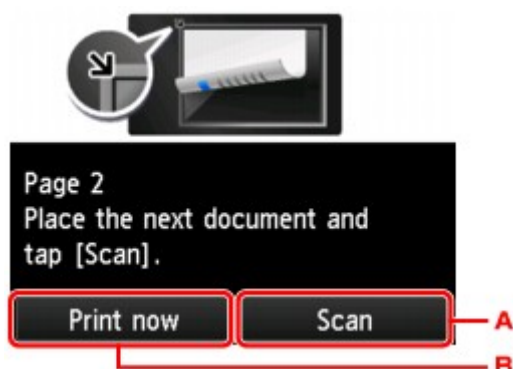 Page 2
Place the next document and
tap [Scan].
Print now Scan A
B